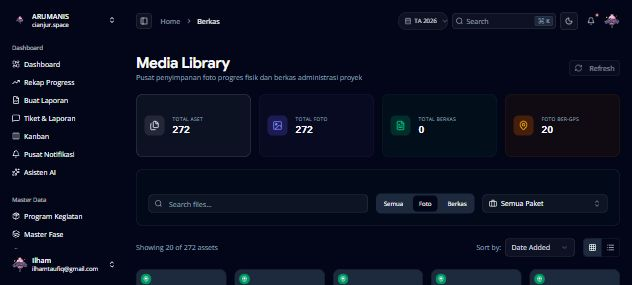 ARUMANIS
cianjur.space
Dashboard
Dashboard
Rekap Progress
Buat Laporan
Tiket & Laporan
Kanban
Pusat Notifikasi
Asisten AI
Master Data
Program Kegiatan
Master Fase
Ilham
ilhamtaufiq@gmail.com
Home > Berkas
TA 2026
Search
⌘ K
Media Library
Pusat penyimpanan foto progres fisik dan berkas administrasi proyek
Refresh
TOTAL ASET
272
TOTAL FOTO
272
TOTAL BERKAS
0
FOTO BER-GPS
20
Search files...
Semua
Foto
Berkas
Semua Paket
Showing 20 of 272 assets
Sort by:
Date Added